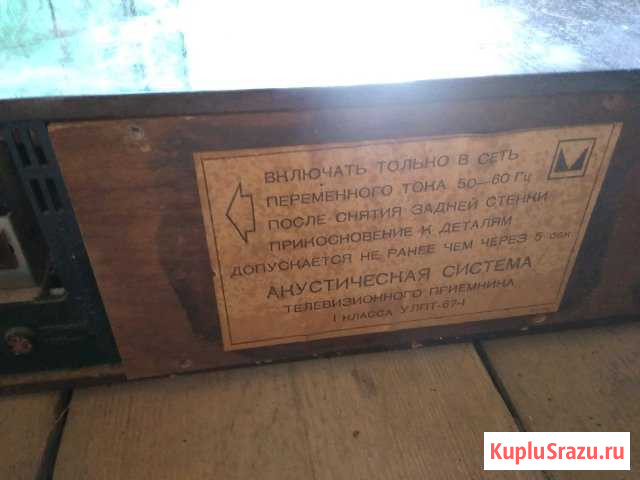 ВКЛЮЧАТЬ ТОЛЬКО В СЕТЬ
ПЕРЕМЕННОГО ТОКА 50—60 Гц
ПОСЛЕ СНЯТИЯ ЗАДНЕЙ СТЕНКИ
ПРИКОСНОВЕНИЕ К ДЕТАЛЯМ
ДОПУСКАЕТСЯ НЕ РАНЕЕ ЧЕМ ЧЕРЕЗ 5 сек
АКУСТИЧЕСКАЯ СИСТЕМА
ТЕЛЕВИЗИОННОГО ПРИЕМНИКА
I КЛАССА УЛПТ-67-I
KupluSrazu.ru